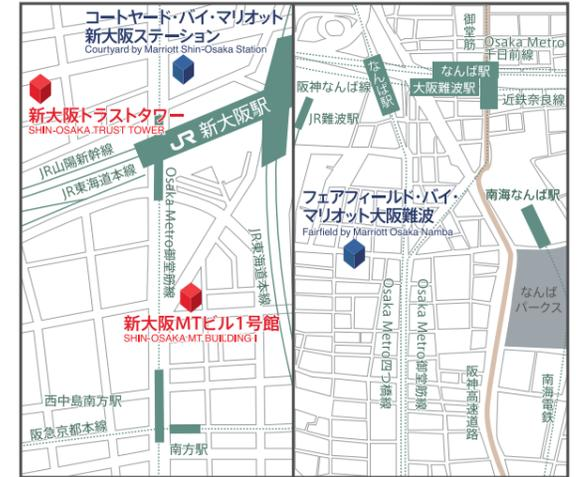 コートヤード・バイ・マリオット
新大阪ステーション
Courtyard by Marriott Shin-Osaka Station
新大阪トラストタワー
SHIN-OSAKA TRUST TOWER
JR 新大阪駅
JR山陽新幹線
JR東海道本線
Osaka Metro御堂筋線
JR東海道本線
新大阪MTビル1号館
SHIN-OSAKA MT BUILDING I
西中島南方駅
阪急京都本線
南方駅
御堂筋
Osaka Metro
千日前線
なんば駅
なんば駅
大阪難波駅
阪神なんば線
近鉄奈良線
JR難波駅
フェアフィールド・バイ・
マリオット大阪難波
Fairfield by Marriott Osaka Namba
南海なんば駅
なんば
パークス
Osaka Metro四つ橋線
Osaka Metro御堂筋線
阪神高速道路
南海電鉄